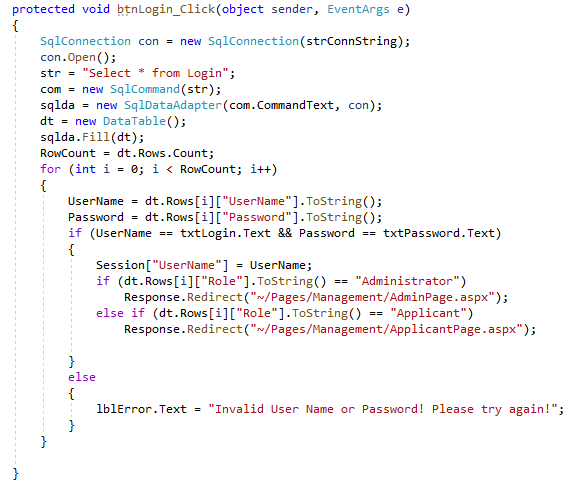 protected void btnLogin_Click(object sender, EventArgs e)
{
SqlConnection con = new SqlConnection(strConnString);
con.Open();
str = "Select * from Login";
com = new SqlCommand(str);
sqlda = new SqlDataAdapter(com.CommandText, con);
dt = new DataTable();
sqlda.Fill(dt);
RowCount = dt.Rows.Count;
for (int i = 0; i < RowCount; i++)
{
UserName = dt.Rows[i]["UserName"].ToString();
Password = dt.Rows[i]["Password"].ToString();
if (UserName == txtLogin.Text && Password == txtPassword.Text)
{
Session["UserName"] = UserName;
if (dt.Rows[i]["Role"].ToString() == "Administrator")
Response.Redirect("~/Pages/Management/AdminPage.aspx");
else if (dt.Rows[i]["Role"].ToString() == "Applicant")
Response.Redirect("~/Pages/Management/ApplicantPage.aspx");
}
else
{
lblError.Text = "Invalid User Name or Password! Please try again!";
}
}
}